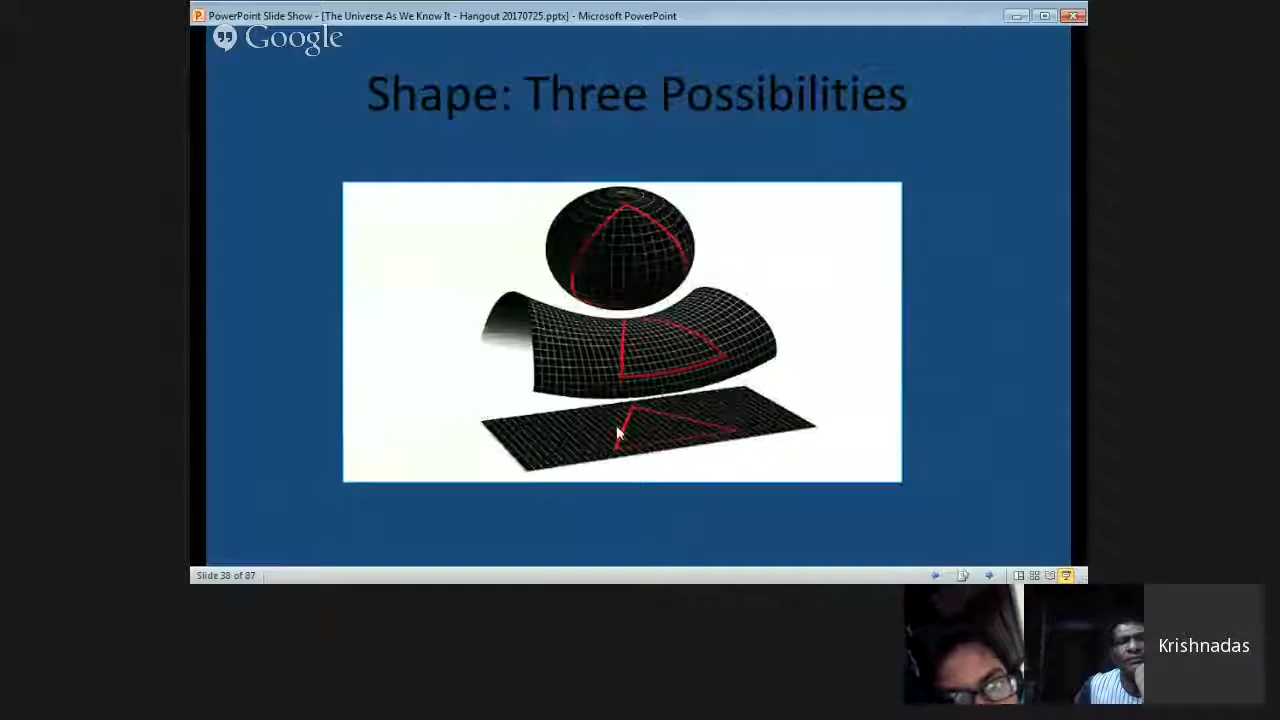 PowerPoint Slide Show - [The Universe As We Know It - Hangout 20170725.pptx] - Microsoft PowerPoint
Google
Shape: Three Possibilities
Slide 38 of 87
Krishnadas